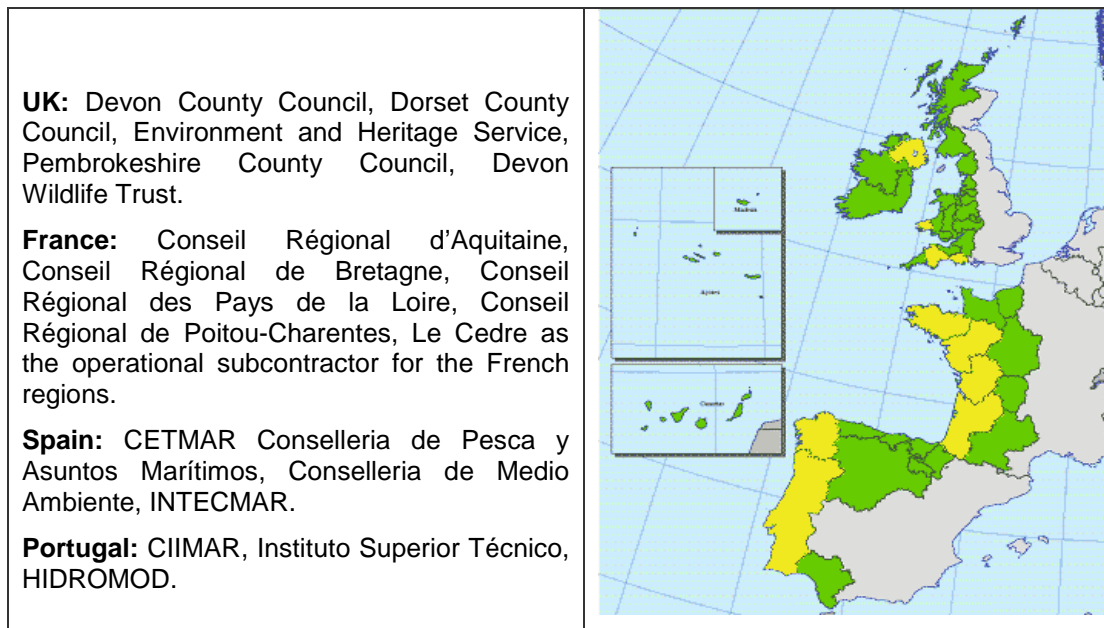 UK: Devon County Council, Dorset County
Council, Environment and Heritage Service,
Pembrokeshire County Council, Devon
Wildlife Trust.
France: Conseil Régional d’Aquitaine,
Conseil Régional de Bretagne, Conseil
Régional des Pays de la Loire, Conseil
Régional de Poitou-Charentes, Le Cedre as
the operational subcontractor for the French
regions.
Spain: CETMAR Conselleria de Pesca y
Asuntos Marítimos, Conselleria de Medio
Ambiente, INTECMAR.
Portugal: CIIMAR, Instituto Superior Técnico,
HIDROMOD.